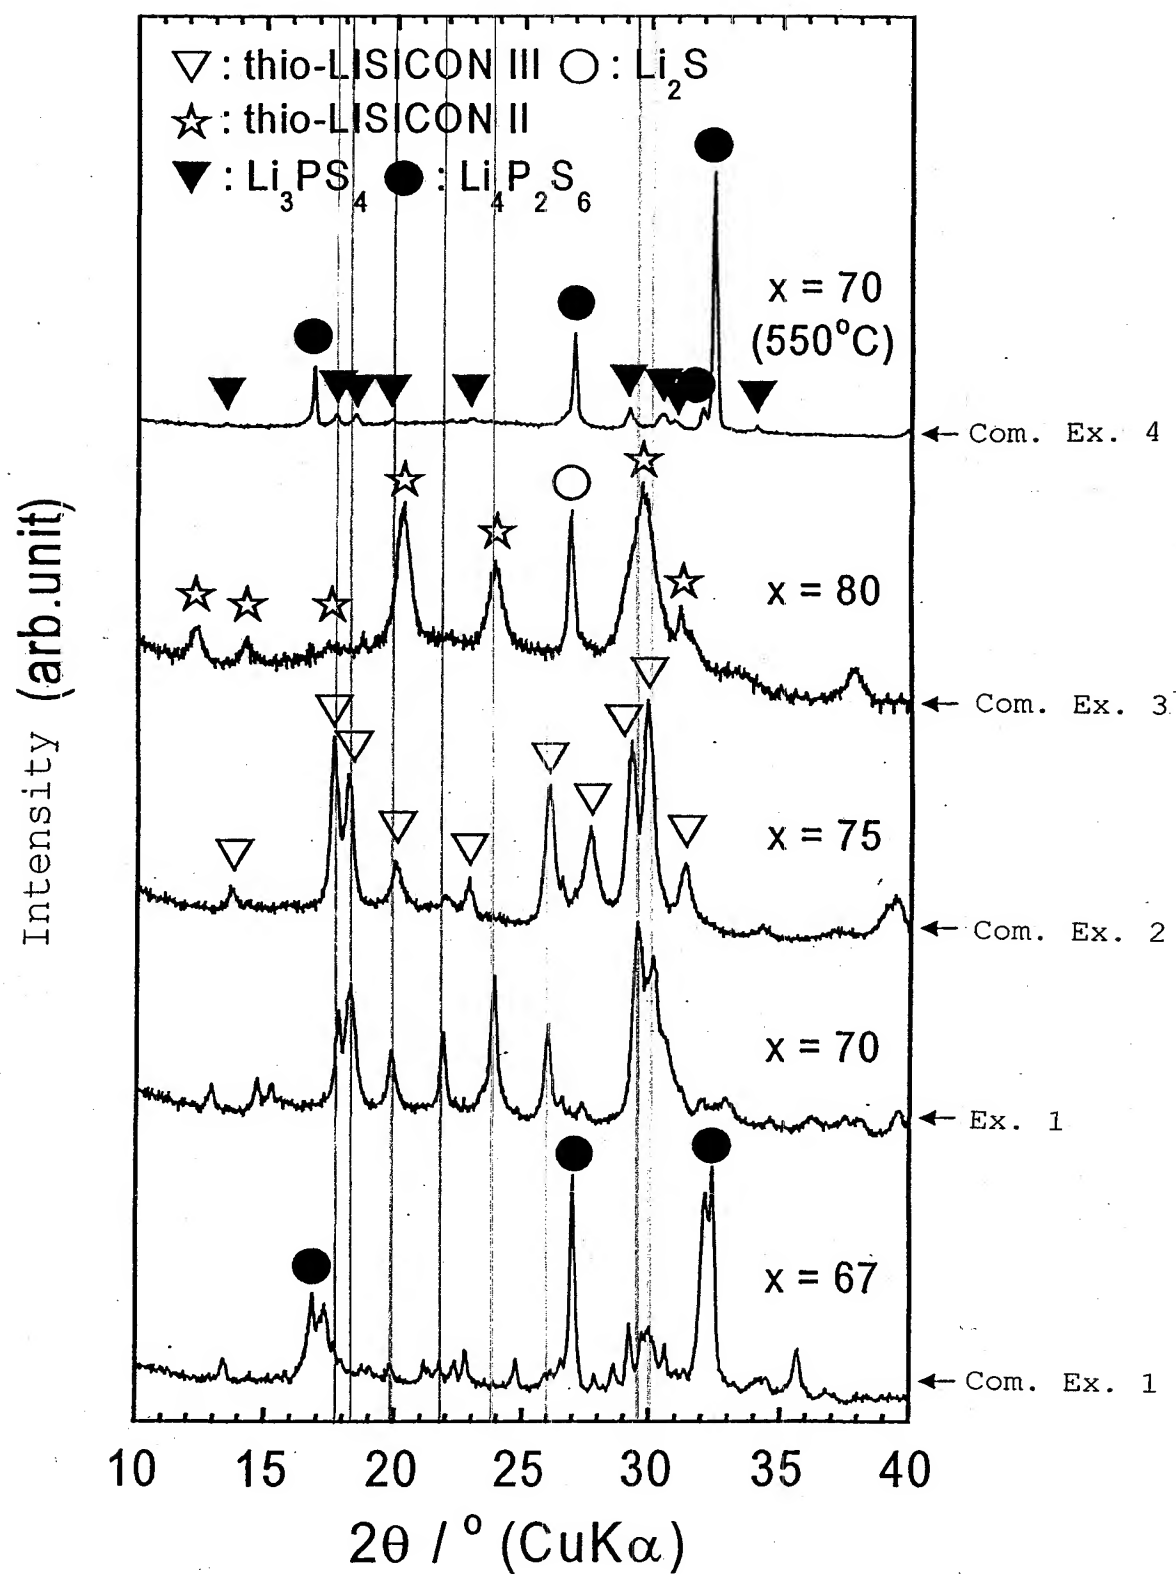 ▽ : thio-LISICON III ○ : Li₂S
☆ : thio-LISICON II
▼ : Li₃PS₄ ● : Li₄P₂S₆
x = 70
(550°C)
← Com. Ex. 4
x = 80
← Com. Ex. 3
x = 75
← Com. Ex. 2
x = 70
← Ex. 1
x = 67
← Com. Ex. 1
Intensity (arb.unit)
10 15 20 25 30 35 40
2θ / ° (CuKα)